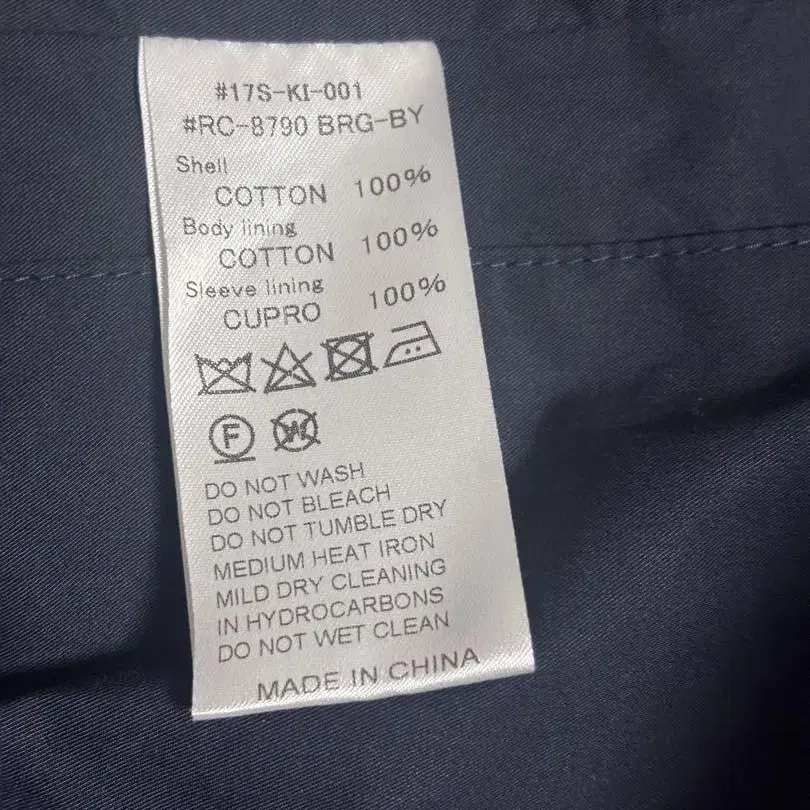 #17S-KI-001
#RC-8790 BRG-BY
Shell
COTTON 100%
Body lining
COTTON 100%
Sleeve lining
CUPRO 100%
F W
DO NOT WASH
DO NOT BLEACH
DO NOT TUMBLE DRY
MEDIUM HEAT IRON
MILD DRY CLEANING
IN HYDROCARBONS
DO NOT WET CLEAN
MADE IN CHINA